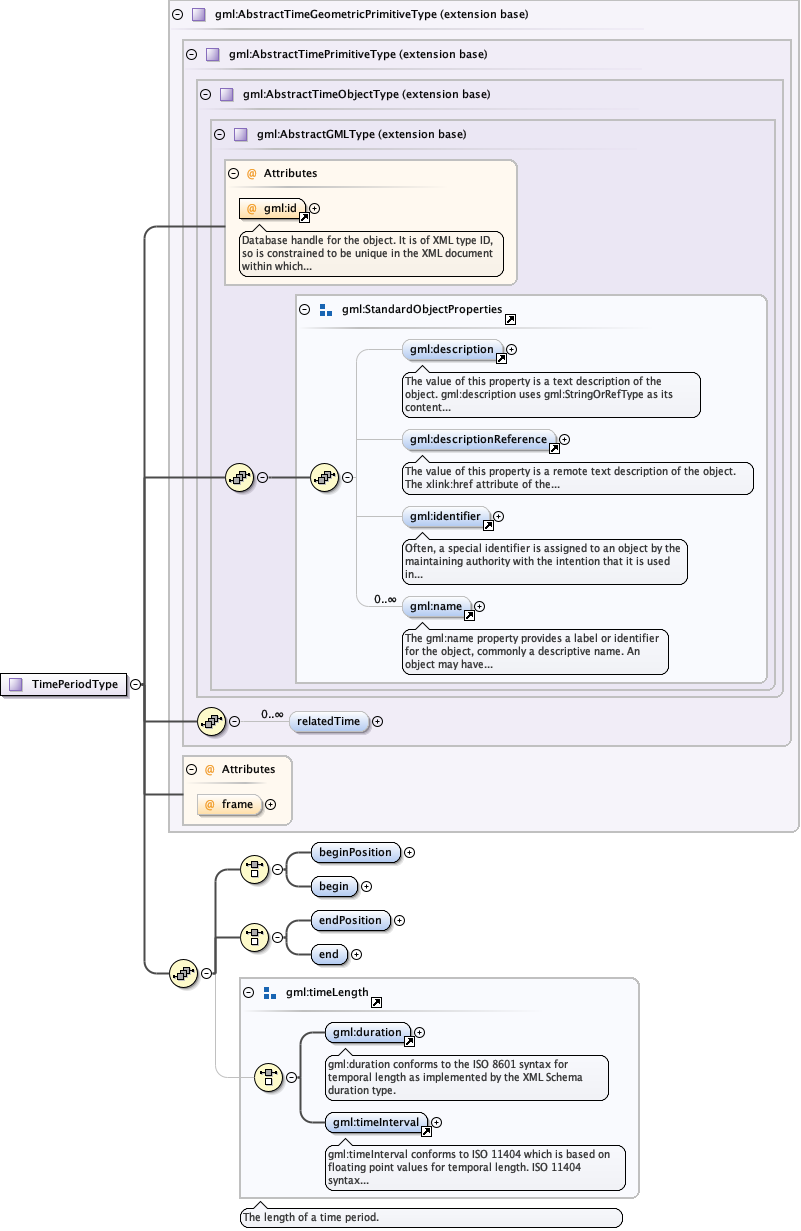 gml:AbstractTimeGeometricPrimitiveType (extension base)
gml:AbstractTimePrimitiveType (extension base)
gml:AbstractTimeObjectType (extension base)
gml:AbstractGMLType (extension base)
@ Attributes
@ gml:id
Database handle for the object. It is of XML type ID,
so is constrained to be unique in the XML document
within which...
gml:StandardObjectProperties
gml:description
The value of this property is a text description of the
object. gml:description uses gml:StringOrRefType as its
content...
gml:descriptionReference
The value of this property is a remote text description of the object.
The xlink:href attribute of the...
gml:identifier
Often, a special identifier is assigned to an object by the
maintaining authority with the intention that it is used
in...
0..∞
gml:name
The gml:name property provides a label or identifier
for the object, commonly a descriptive name. An
object may have...
TimePeriodType
0..∞
relatedTime
@ Attributes
@ frame
beginPosition
begin
endPosition
end
gml:timeLength
gml:duration
gml:duration conforms to the ISO 8601 syntax for
temporal length as implemented by the XML Schema
duration type.
gml:timeInterval
gml:timeInterval conforms to ISO 11404 which is based on
floating point values for temporal length. ISO 11404
syntax...
The length of a time period.